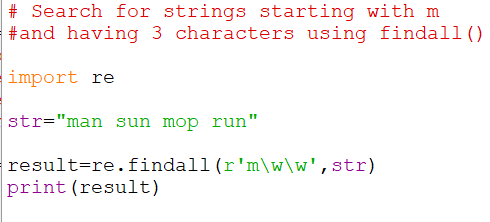 # Search for strings starting with m
#and having 3 characters using findall()
import re
str="man sun mop run"
result=re.findall(r'm\w\w',str)
print(result)